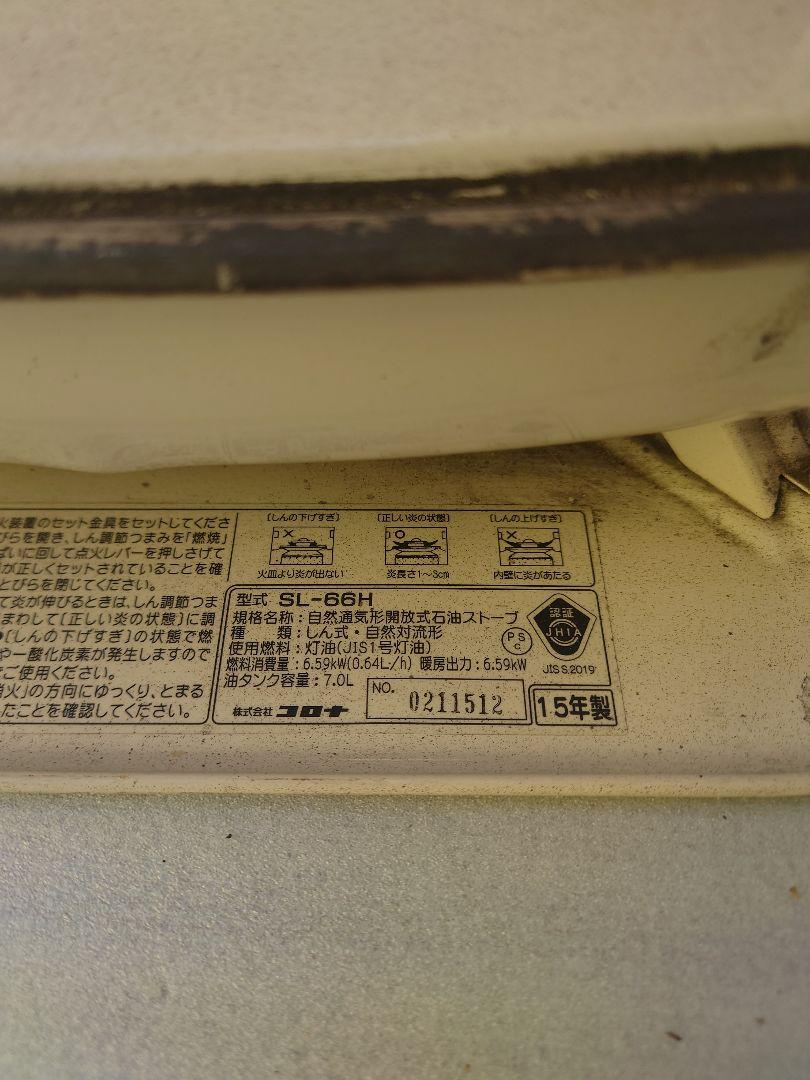 火装置のセット金具をセットしてくださ
びらを開き、しん調節つまみを「燃焼」
ぱいに回して点火レバーを押しさげて
が正しくセットされていることを確
とびらを閉じてください。
て炎が伸びるときは、しん調節つま
まわして〔正しい炎の状態〕に調
〔しんの下げすぎ〕の状態で燃
や一酸化炭素が発生しますので
ご使用ください。
消火」の方向にゆっくり、とまる
たことを確認してください。
〔しんの下げすぎ〕
火皿より炎が出ない
〔正しい炎の状態〕
炎長さ1~3cm
〔しんの上げすぎ〕
内壁に炎があたる
型式 SL-66H
規格名称:自然通気形開放式石油ストーブ
種 類:しん式・自然対流形
使用燃料:灯油(JIS1号灯油)
燃料消費量:6.59kW(0.64L/h) 暖房出力:6.59kW
油タンク容量:7.0L
株式会社 コロナ
NO. 0211512
15年製
PSC
認証
JHIA
JIS S 2019